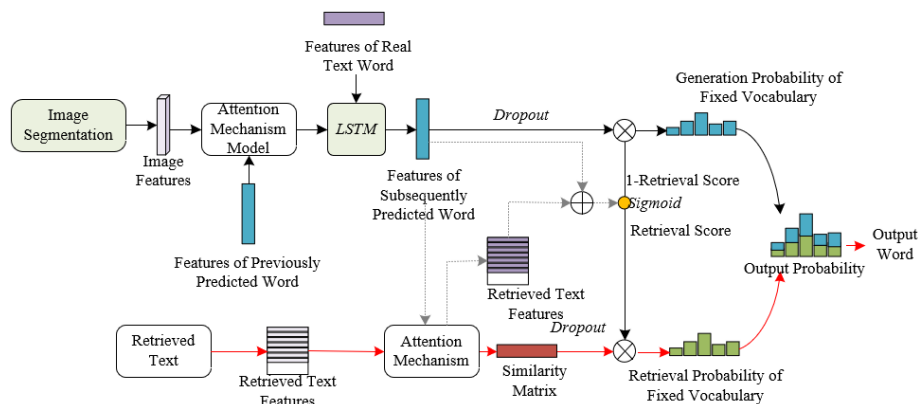 Features of Real
Text Word
Image
Segmentation
Image
Features
Attention
Mechanism
Model
LSTM
Dropout
Generation Probability of
Fixed Vocabulary
Features of
Subsequently
Predicted Word
Features of Previously
Predicted Word
1-Retrieval Score
Sigmoid
Retrieval Score
Output Probability
Output
Word
Retrieved Text
Features
Retrieved
Text
Retrieved Text
Features
Attention
Mechanism
Dropout
Similarity
Matrix
Retrieval Probability of
Fixed Vocabulary